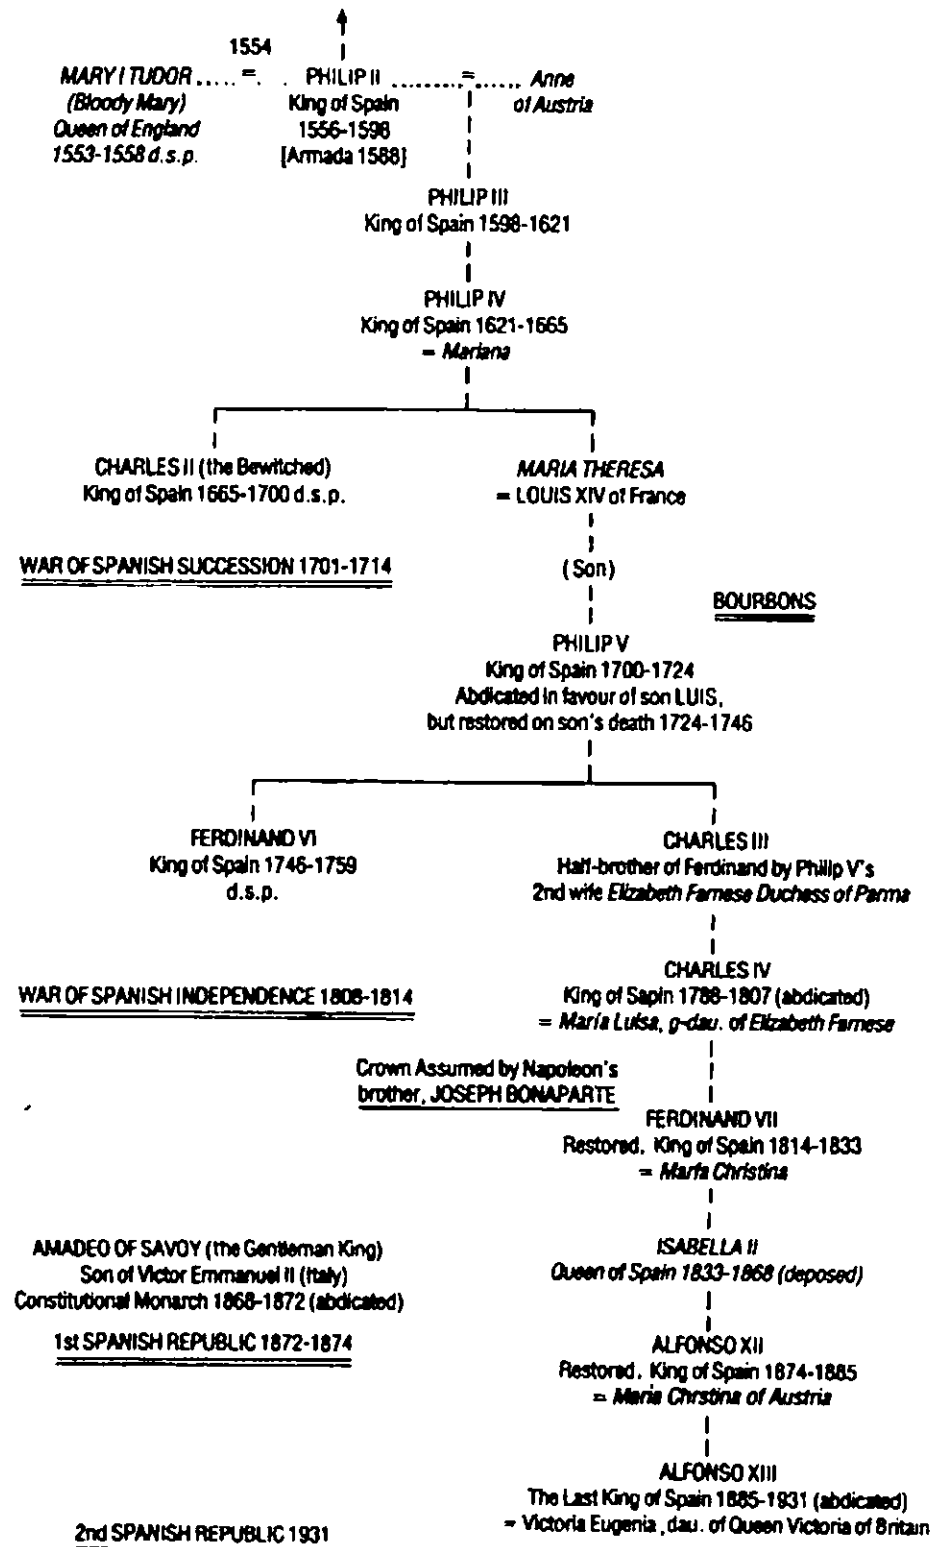 1554
MARY I TUDOR ..... = . PHILIP II ............ = ...... Anne
(Bloody Mary) King of Spain of Austria
Queen of England 1556-1598
1553-1558 d.s.p. [Armada 1588]
PHILIP III
King of Spain 1598-1621
PHILIP IV
King of Spain 1621-1665
= Mariana
CHARLES II (the Bewitched)
King of Spain 1665-1700 d.s.p.
MARIA THERESA
= LOUIS XIV of France
WAR OF SPANISH SUCCESSION 1701-1714
(Son)
BOURBONS
PHILIP V
King of Spain 1700-1724
Abdicated in favour of son LUIS,
but restored on son's death 1724-1746
FERDINAND VI
King of Spain 1746-1759
d.s.p.
CHARLES III
Half-brother of Ferdinand by Philip V's
2nd wife Elizabeth Farnese Duchess of Parma
CHARLES IV
King of Sapin 1788-1807 (abdicated)
= María Luisa, g-dau. of Elizabeth Farnese
WAR OF SPANISH INDEPENDENCE 1808-1814
Crown Assumed by Napoleon's
brother, JOSEPH BONAPARTE
FERDINAND VII
Restored. King of Spain 1814-1833
= María Christina
ISABELLA II
Queen of Spain 1833-1868 (deposed)
AMADEO OF SAVOY (the Gentleman King)
Son of Victor Emmanuel II (Italy)
Constitutional Monarch 1868-1872 (abdicated)
1st SPANISH REPUBLIC 1872-1874
ALFONSO XII
Restored. King of Spain 1874-1885
= Maria Chrstina of Austria
ALFONSO XIII
The Last King of Spain 1885-1931 (abdicated)
= Victoria Eugenia, dau. of Queen Victoria of Britain
2nd SPANISH REPUBLIC 1931